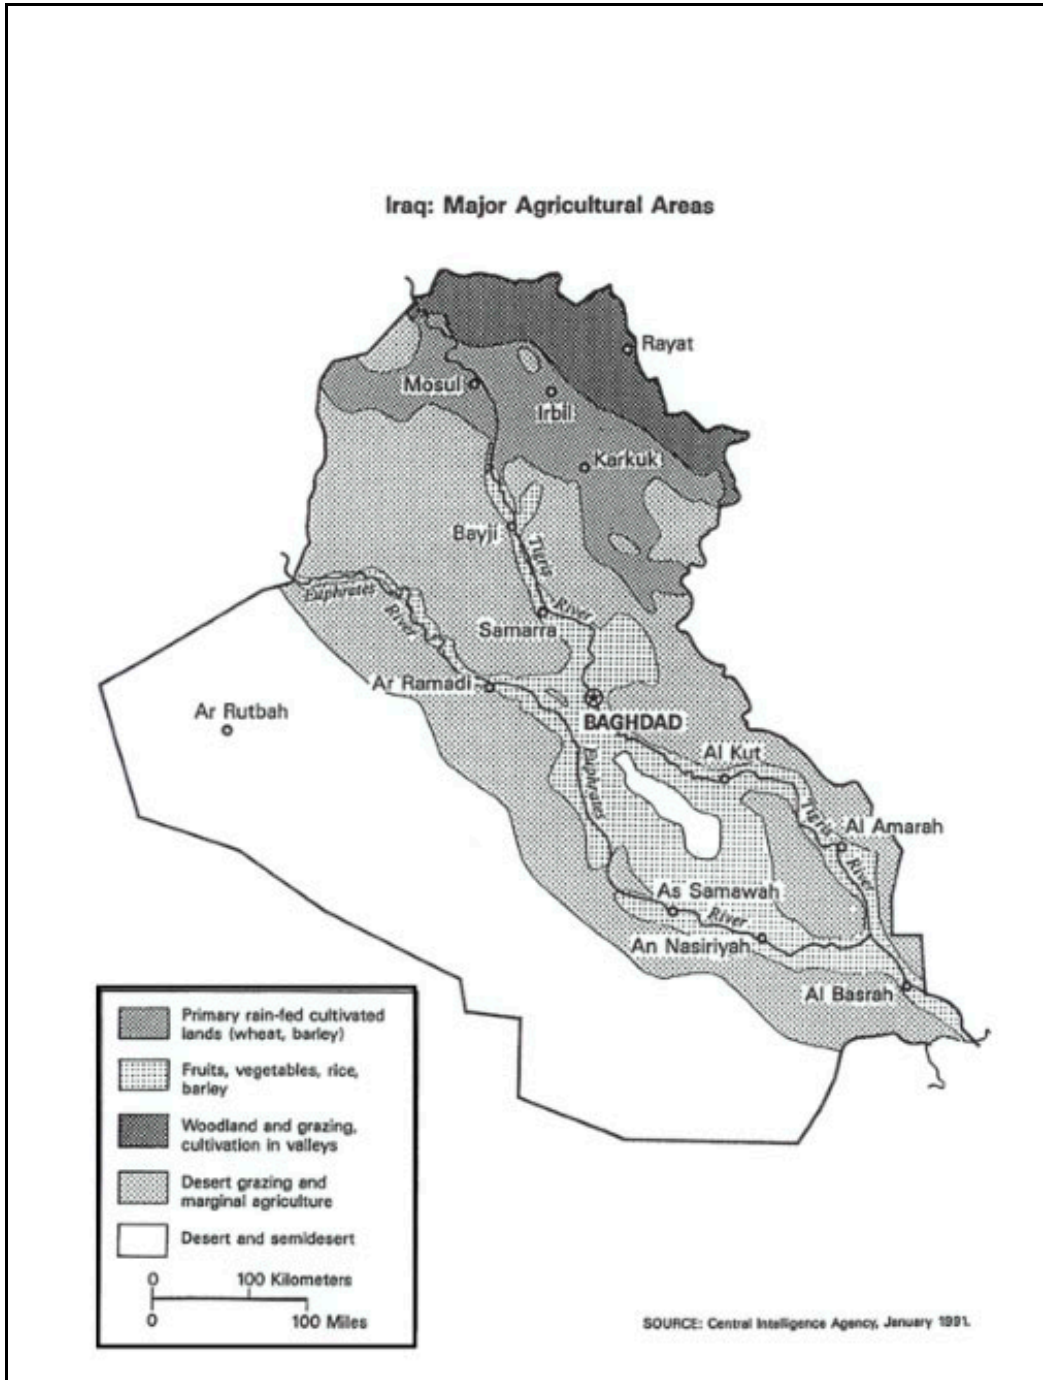 Iraq: Major Agricultural Areas
Rayat
Mosul
Irbil
Karkuk
Bayji
Tigris
Euphrates
River
River
Samarra
Ar Ramadi
Ar Rutbah
BAGHDAD
Al Kut
Euphrates
Tigris
Al Amarah
River
As Samawah
River
An Nasiriyah
Al Basrah
Primary rain-fed cultivated
lands (wheat, barley)
Fruits, vegetables, rice,
barley
Woodland and grazing,
cultivation in valleys
Desert grazing and
marginal agriculture
Desert and semidesert
0 100 Kilometers
0 100 Miles
SOURCE: Central Intelligence Agency, January 1991.